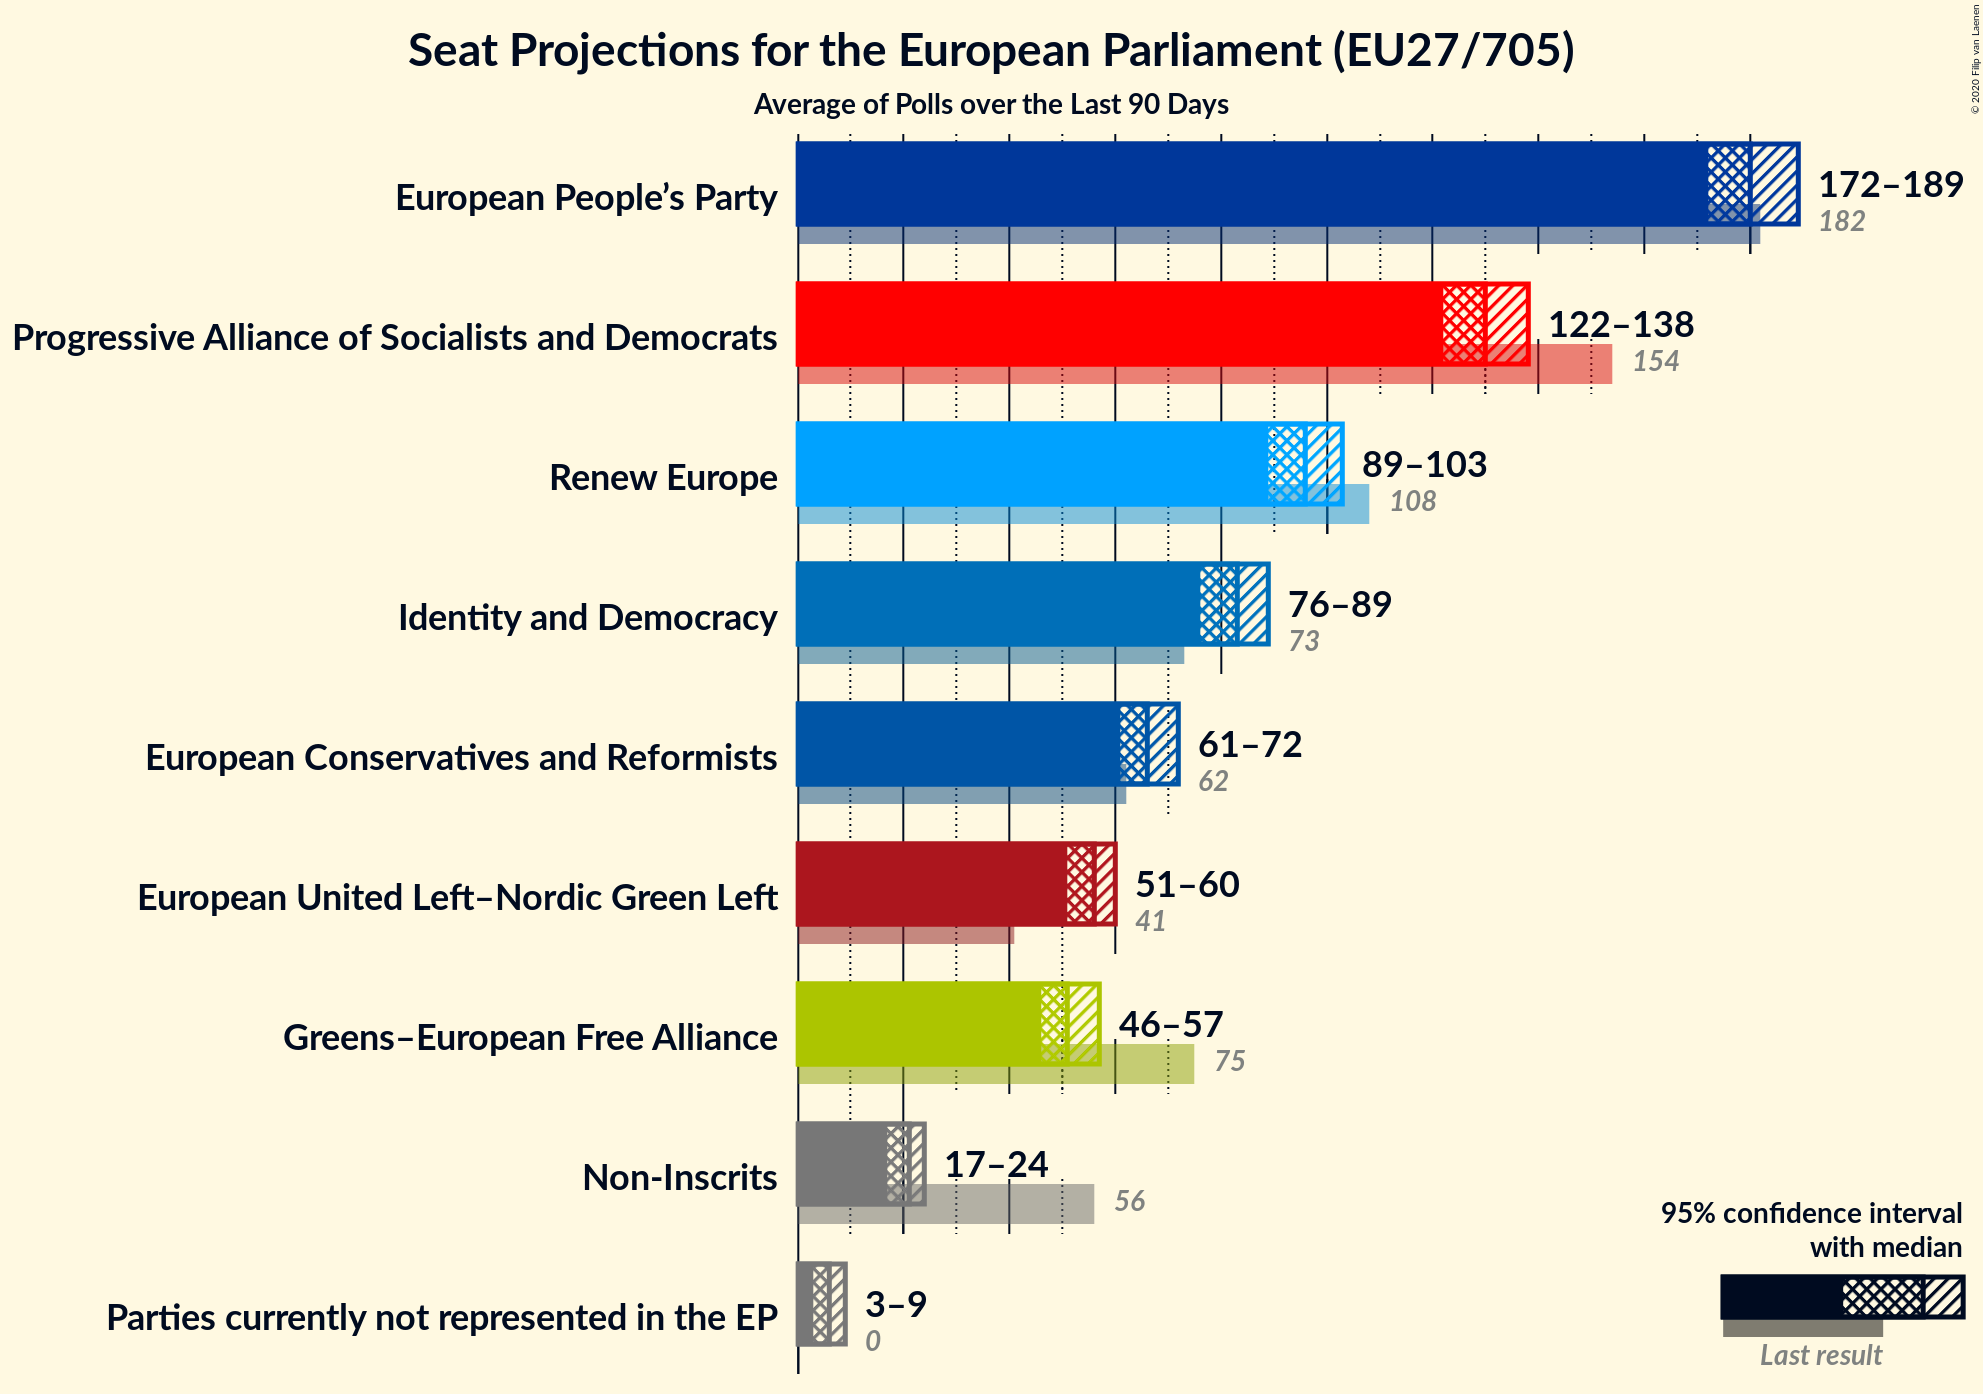 Seat Projections for the European Parliament (EU27/705)
Average of Polls over the Last 90 Days
© 2020 Filip van Laenen
European People’s Party
172–189
182
Progressive Alliance of Socialists and Democrats
122–138
154
Renew Europe
89–103
108
Identity and Democracy
76–89
73
European Conservatives and Reformists
61–72
62
European United Left–Nordic Green Left
51–60
41
Greens–European Free Alliance
46–57
75
Non-Inscrits
17–24
56
Parties currently not represented in the EP
3–9
0
95% confidence interval
with median
Last result